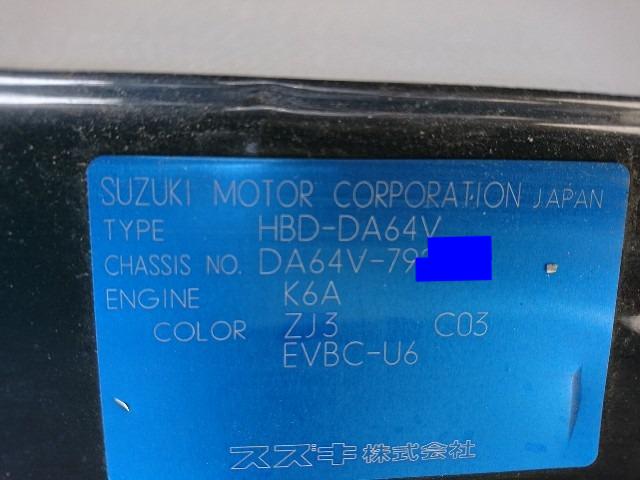 SUZUKI MOTOR CORPORATION JAPAN
TYPE HBD-DA64V
CHASSIS NO. DA64V-79
ENGINE K6A
COLOR ZJ3 C03
EVBC-U6
スズキ株式会社